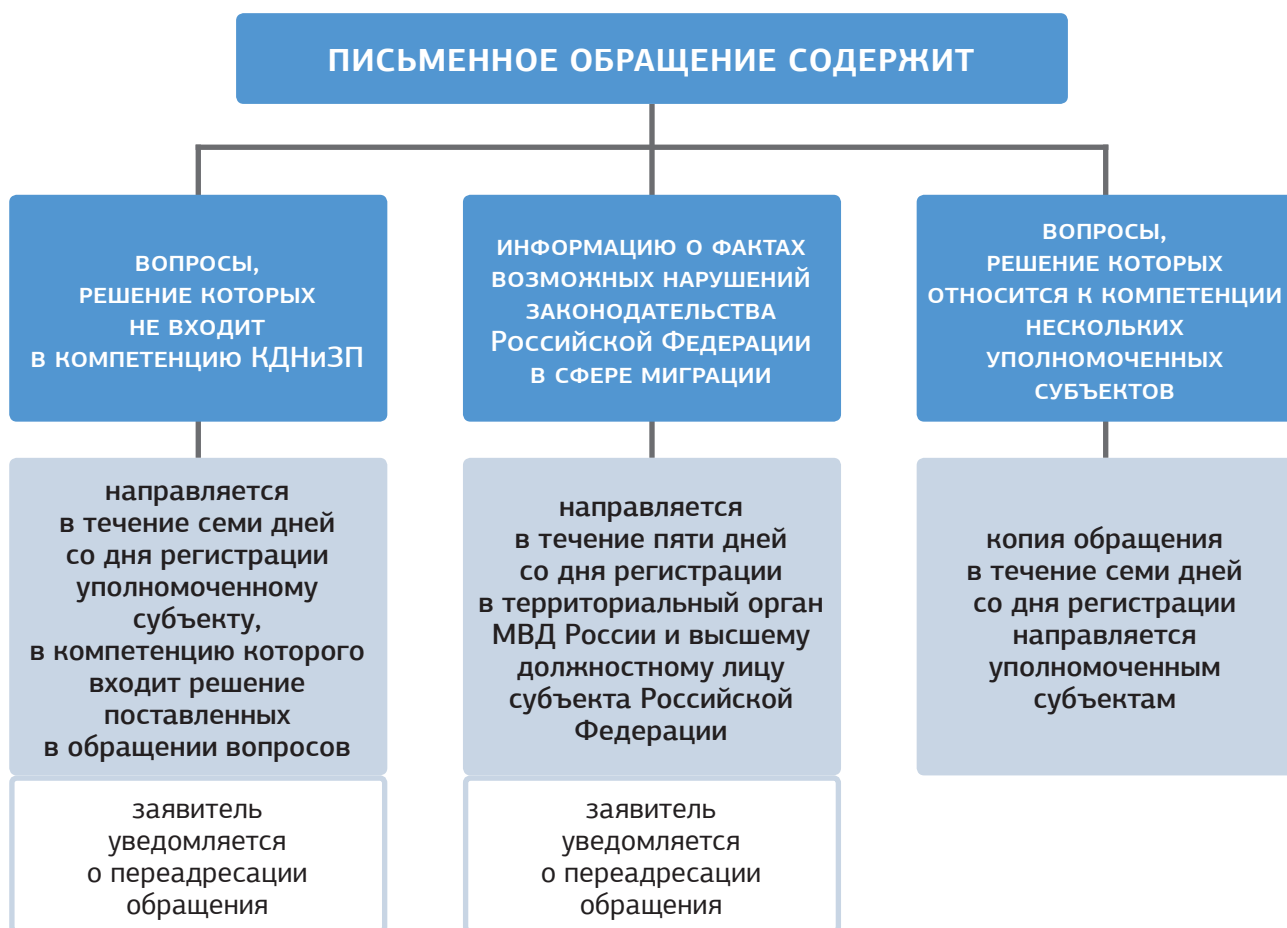 ПИСЬМЕННОЕ ОБРАЩЕНИЕ СОДЕРЖИТ
ВОПРОСЫ,
РЕШЕНИЕ КОТОРЫХ
НЕ ВХОДИТ
В КОМПЕТЕНЦИЮ КДНиЗП
направляется
в течение семи дней
со дня регистрации
уполномоченному
субъекту,
в компетенцию которого
входит решение
поставленных
в обращении вопросов
заявитель
уведомляется
о переадресации
обращения
ИНФОРМАЦИЮ О ФАКТАХ
ВОЗМОЖНЫХ НАРУШЕНИЙ
ЗАКОНОДАТЕЛЬСТВА
РОССИЙСКОЙ ФЕДЕРАЦИИ
В СФЕРЕ МИГРАЦИИ
направляется
в течение пяти дней
со дня регистрации
в территориальный орган
МВД России и высшему
должностному лицу
субъекта Российской
Федерации
заявитель
уведомляется
о переадресации
обращения
ВОПРОСЫ,
РЕШЕНИЕ КОТОРЫХ
ОТНОСИТСЯ К КОМПЕТЕНЦИИ
НЕСКОЛЬКИХ
УПОЛНОМОЧЕННЫХ
СУБЪЕКТОВ
копия обращения
в течение семи дней
со дня регистрации
направляется
уполномоченным
субъектам